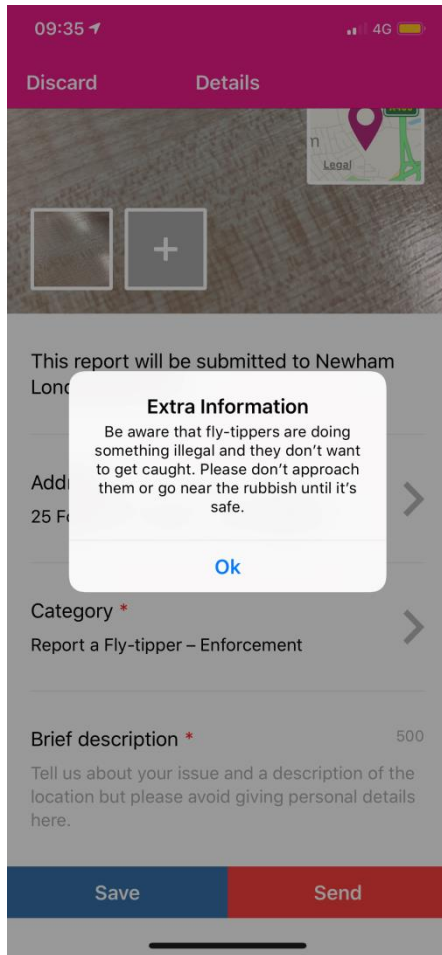 09:35
4G
Discard
Details
n
Legal
+
This report will be submitted to Newham
Lond
Extra Information
Be aware that fly-tippers are doing
something illegal and they don't want
to get caught. Please don't approach
them or go near the rubbish until it's
safe.
Ok
Addr
25 Fo
Category *
Report a Fly-tipper – Enforcement
Brief description *
500
Tell us about your issue and a description of the
location but please avoid giving personal details
here.
Save
Send